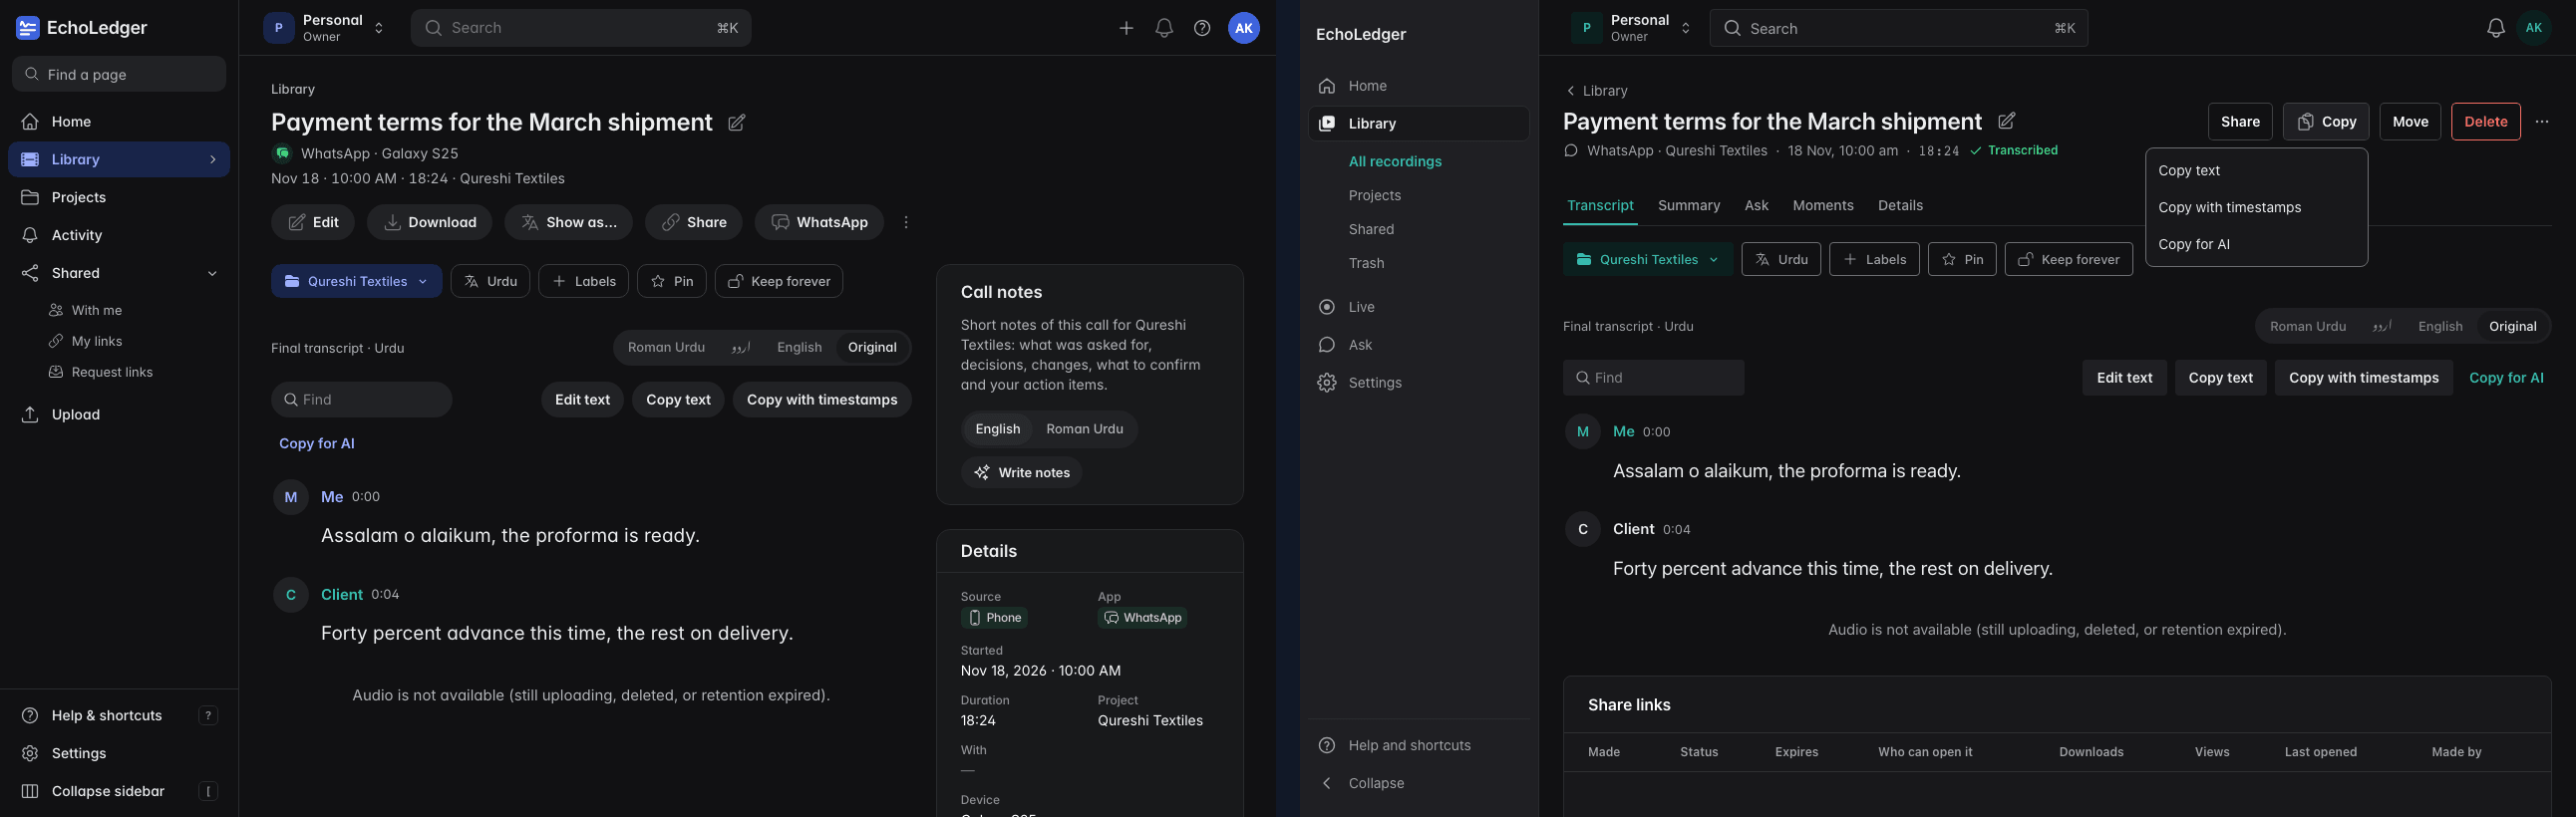 EchoLedger
Find a page
Home
Library
Projects
Activity
Shared
With me
My links
Request links
Upload
Help & shortcuts ?
Settings
Collapse sidebar [
P Personal
Owner
Search ⌘K
AK
Library
Payment terms for the March shipment
WhatsApp · Galaxy S25
Nov 18 · 10:00 AM · 18:24 · Qureshi Textiles
Edit Download Show as... Share WhatsApp
Qureshi Textiles Urdu Labels Pin Keep forever
Final transcript · Urdu Roman Urdu اردو English Original
Find Edit text Copy text Copy with timestamps
Copy for AI
M Me 0:00
Assalam o alaikum, the proforma is ready.
C Client 0:04
Forty percent advance this time, the rest on delivery.
Audio is not available (still uploading, deleted, or retention expired).
Call notes
Short notes of this call for Qureshi
Textiles: what was asked for,
decisions, changes, what to confirm
and your action items.
English Roman Urdu
Write notes
Details
Source App
Phone WhatsApp
Started
Nov 18, 2026 · 10:00 AM
Duration Project
18:24 Qureshi Textiles
With
—
Device
EchoLedger
Home
Library
All recordings
Projects
Shared
Trash
Live
Ask
Settings
Help and shortcuts
Collapse
P Personal
Owner
Search ⌘K
AK
Library
Payment terms for the March shipment
Share Copy Move Delete
WhatsApp · Qureshi Textiles · 18 Nov, 10:00 am · 18:24 Transcribed
Copy text
Copy with timestamps
Copy for AI
Transcript Summary Ask Moments Details
Qureshi Textiles Urdu Labels Pin Keep forever
Final transcript · Urdu Roman Urdu اردو English Original
Find Edit text Copy text Copy with timestamps Copy for AI
M Me 0:00
Assalam o alaikum, the proforma is ready.
C Client 0:04
Forty percent advance this time, the rest on delivery.
Audio is not available (still uploading, deleted, or retention expired).
Share links
Made Status Expires Who can open it Downloads Views Last opened Made by